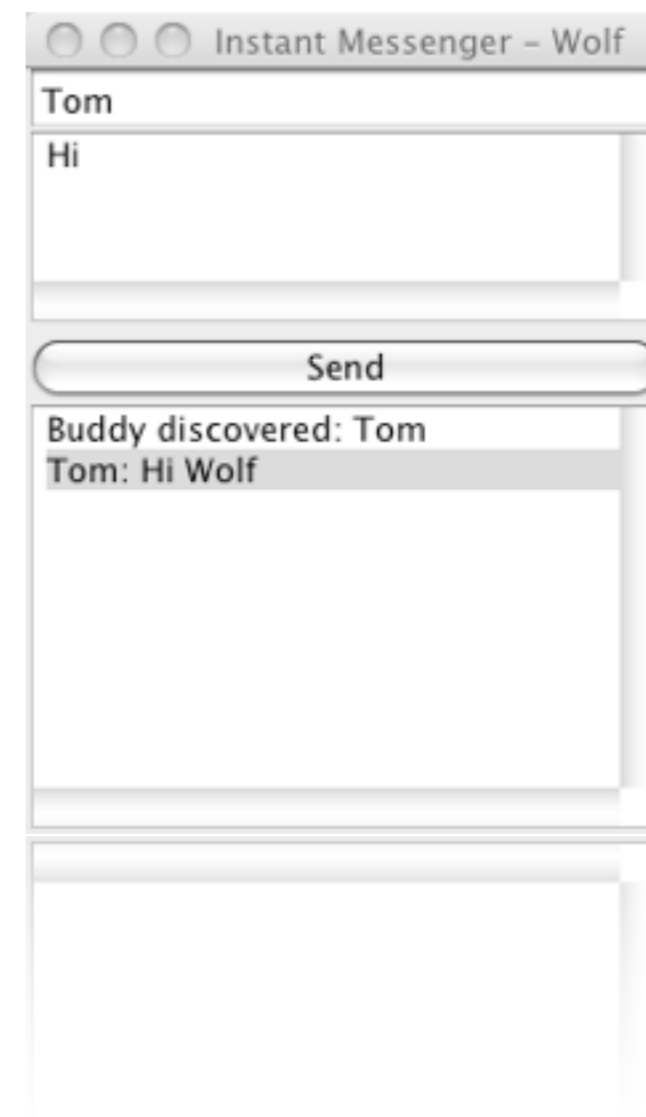 Instant Messenger – Wolf
Tom
Hi
Send
Buddy discovered: Tom
Tom: Hi Wolf